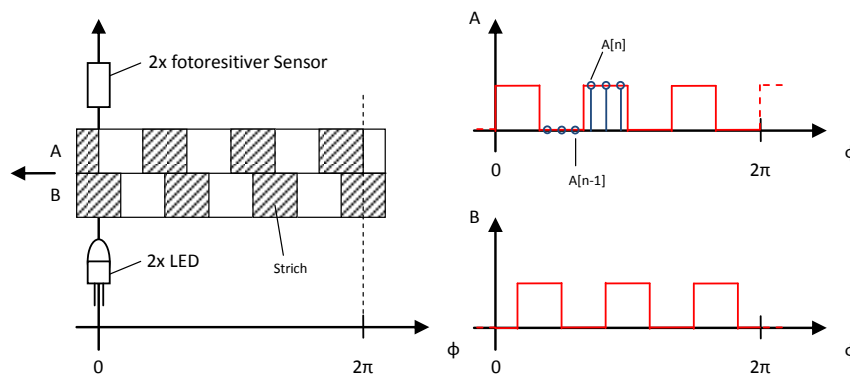 2x fotoresitiver Sensor
A
B
Strich
2x LED
0
2π
ϕ
A
A[n]
A[n-1]
0
2π
B
0
2π